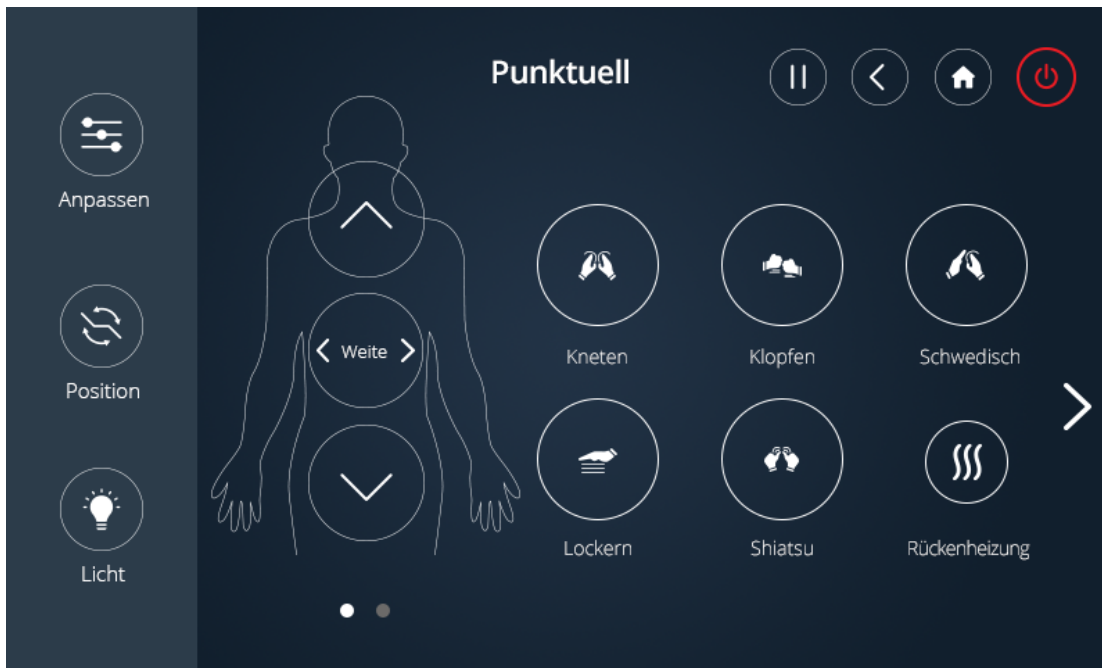 Punktuell
Anpassen
Position
Licht
Weite
Kneten
Klopfen
Schwedisch
Lockern
Shiatsu
Rückenheizung